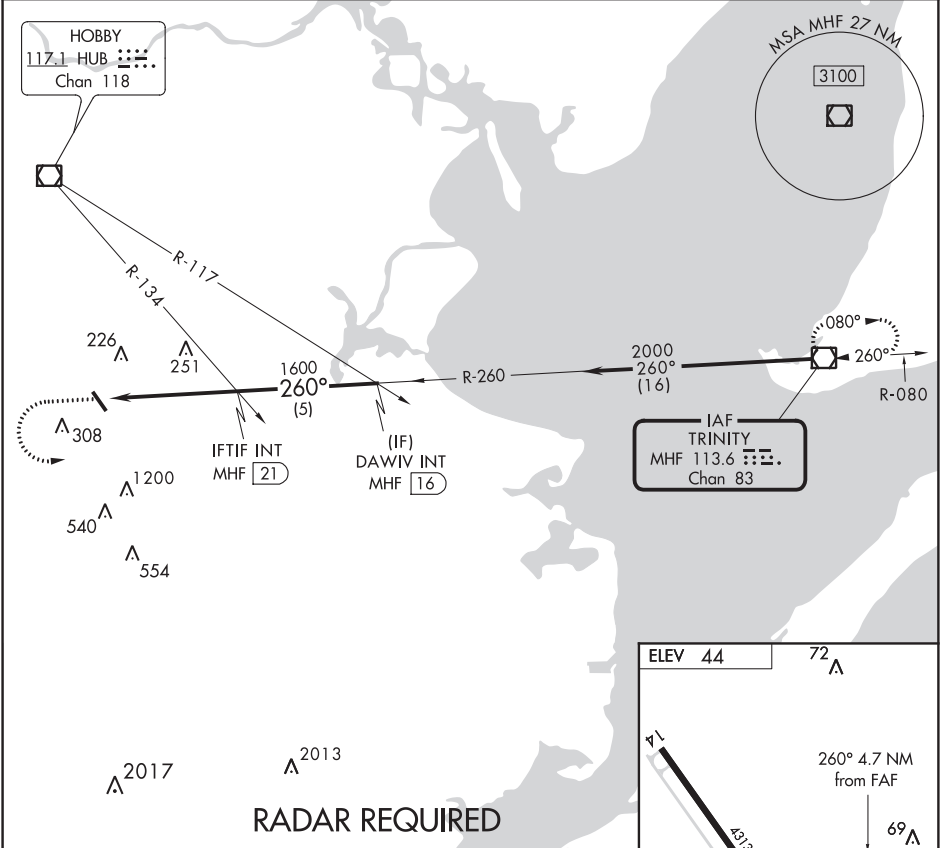 HOBBY
117.1 HUB
Chan 118
MSA MHF 27 NM
3100
R-117
R-134
226
251
1600
260°
(5)
R-260
2000
260°
(16)
080°
260°
R-080
308
IFTIF INT
MHF 21
(IF)
DAWIV INT
MHF 16
IAF
TRINITY
MHF 113.6
Chan 83
1200
540
554
ELEV 44
72
14
260° 4.7 NM
from FAF
4313
69
2017
2013
RADAR REQUIRED